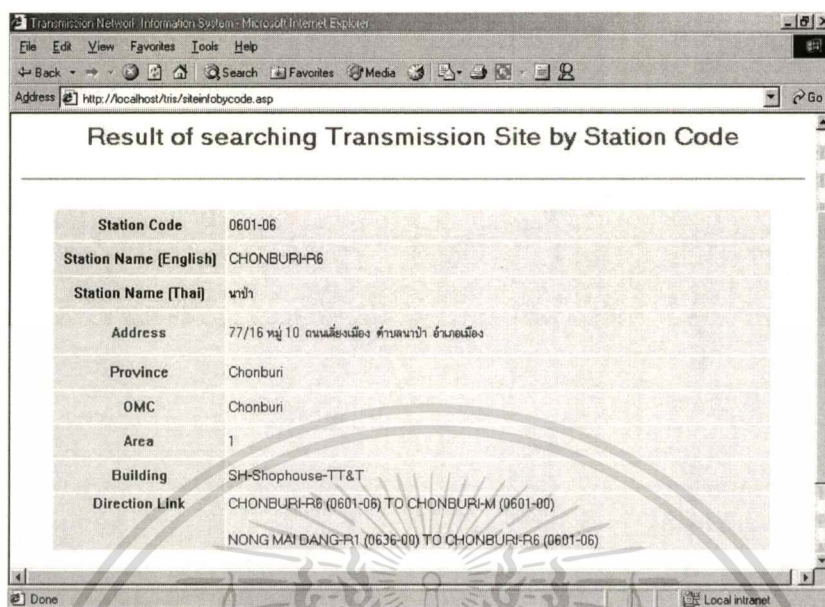 Transmission Network Information System - Microsoft Internet Explorer
File Edit View Favorites Tools Help
Back Search Favorites Media
Address http://localhost/tris/siteinfobycode.asp Go
Result of searching Transmission Site by Station Code
Station Code 0601-06
Station Name (English) CHONBURI-R6
Station Name (Thai) นาป่า
Address 77/16 หมู่ 10 ถนนเลี่ยงเมือง ตำบลนาป่า อำเภอเมือง
Province Chonburi
OMC Chonburi
Area 1
Building SH-Shophouse-TT&T
Direction Link CHONBURI-R6 (0601-06) TO CHONBURI-M (0601-00)
NONG MAI DANG-R1 (0636-00) TO CHONBURI-R6 (0601-06)
Done Local intranet